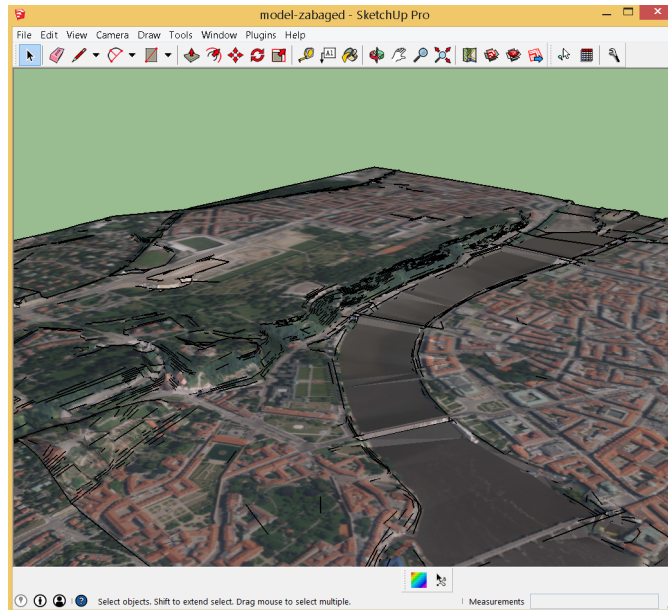 model-zabaged - SketchUp Pro
File Edit View Camera Draw Tools Window Plugins Help
A1
Select objects. Shift to extend select. Drag mouse to select multiple.
Measurements